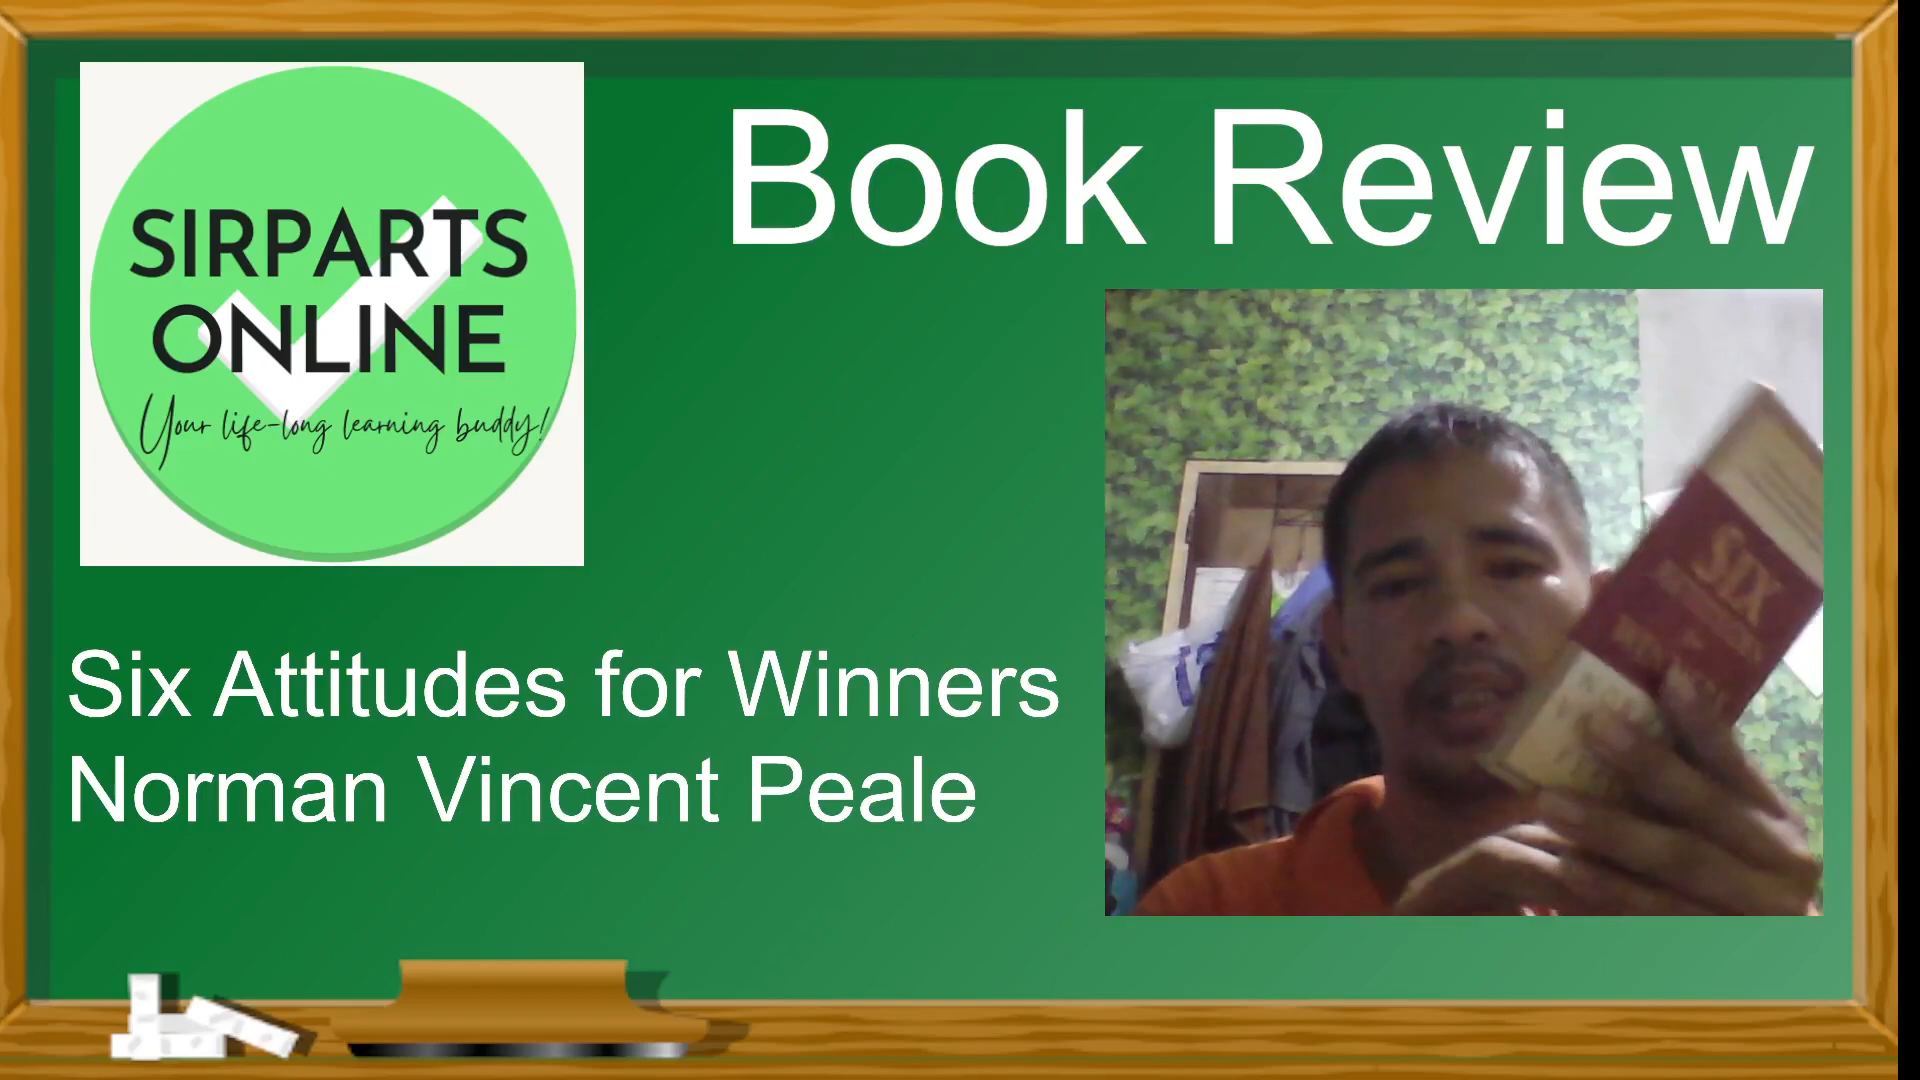 SIRPARTS
ONLINE
Your life-long learning buddy!
Book Review
Six Attitudes for Winners
Norman Vincent Peale
SIX